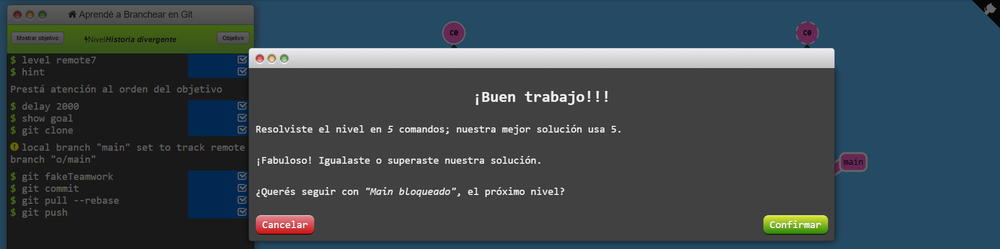 Aprendé a Branchear en Git
Mostrar objetivo
NivelHistoria divergente
Objetivo
$ level remote7
$ hint
Prestá atención al orden del objetivo
$ delay 2000
$ show goal
$ git clone
local branch "main" set to track remote
branch "o/main"
$ git fakeTeamwork
$ git commit
$ git pull --rebase
$ git push
C0
C0
¡Buen trabajo!!!
Resolviste el nivel en 5 comandos; nuestra mejor solución usa 5.
¡Fabuloso! Igualaste o superaste nuestra solución.
¿Querés seguir con "Main bloqueado", el próximo nivel?
Cancelar
Confirmar
main